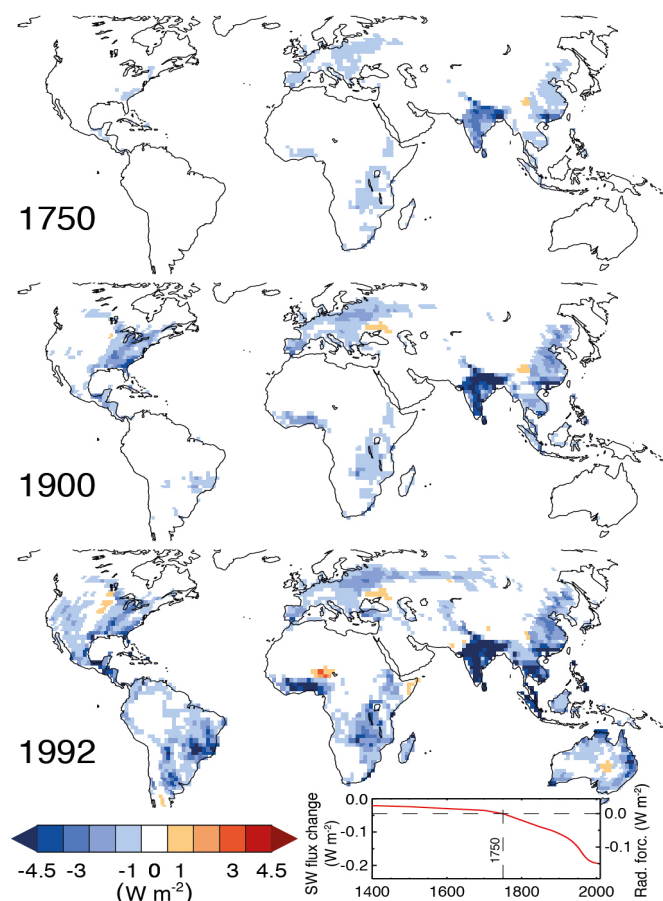 1750
1900
1992
-4.5 -3 -1 0 1 3 4.5
(W m-2)
SW flux change
(W m-2)
0.0
-0.1
-0.2
1750
0.0
-0.1
Rad. forc. (W m-2)
1400 1600 1800 2000